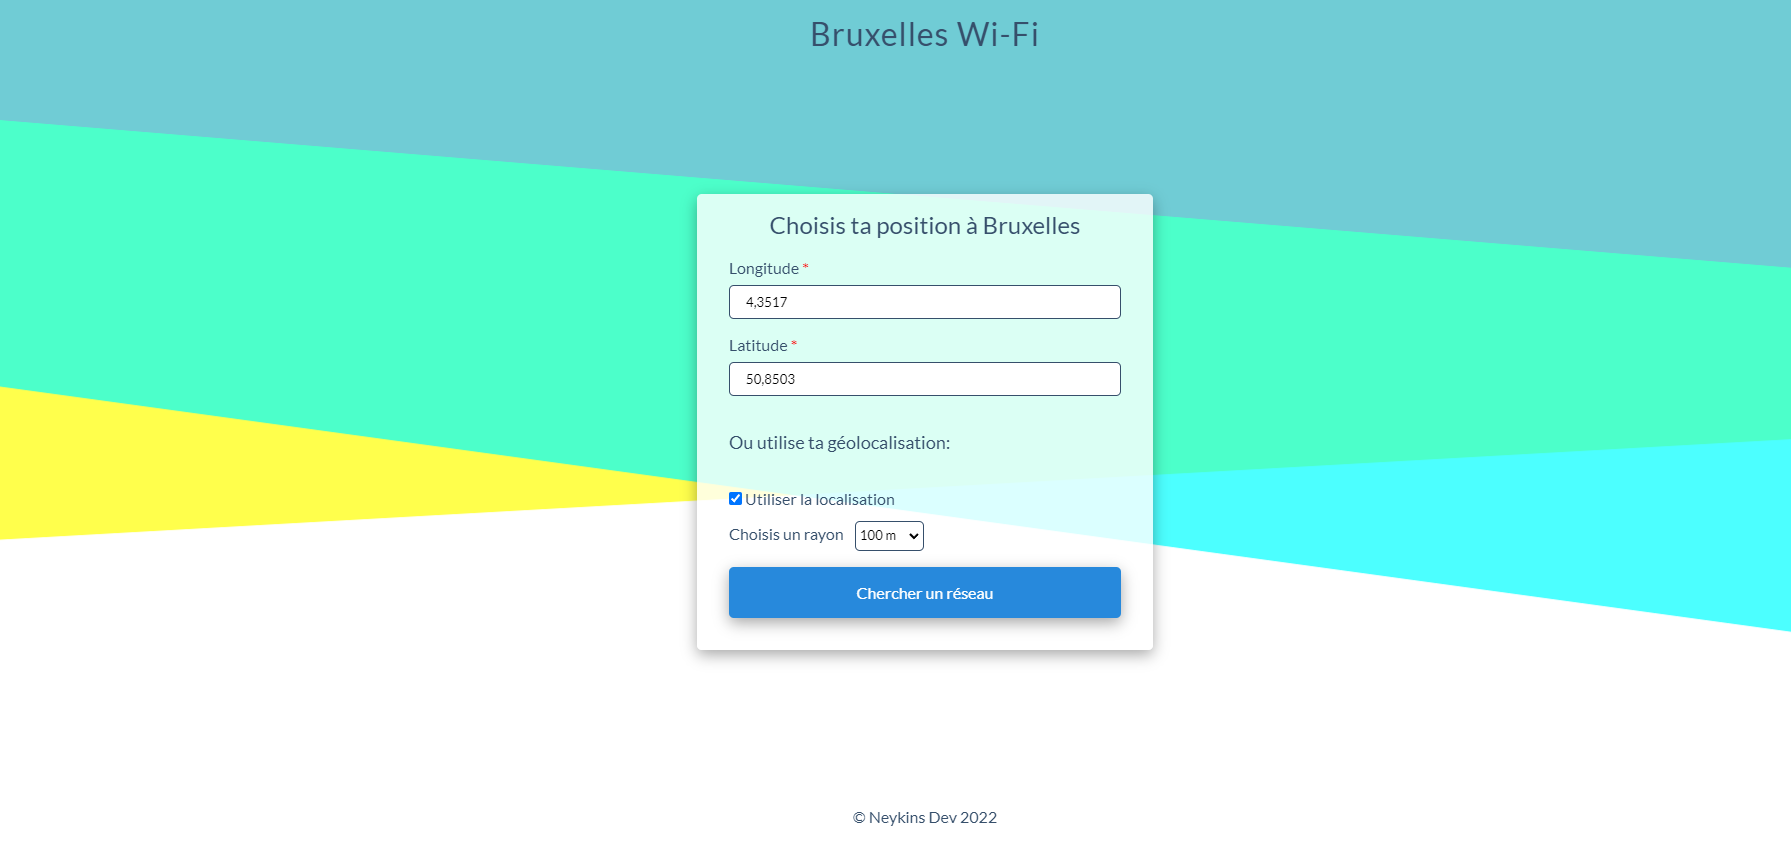 Bruxelles Wi-Fi
Choisis ta position à Bruxelles
Longitude *
4,3517
Latitude *
50,8503
Ou utilise ta géolocalisation:
Utiliser la localisation
Choisis un rayon 100 m
Chercher un réseau
© Neykins Dev 2022